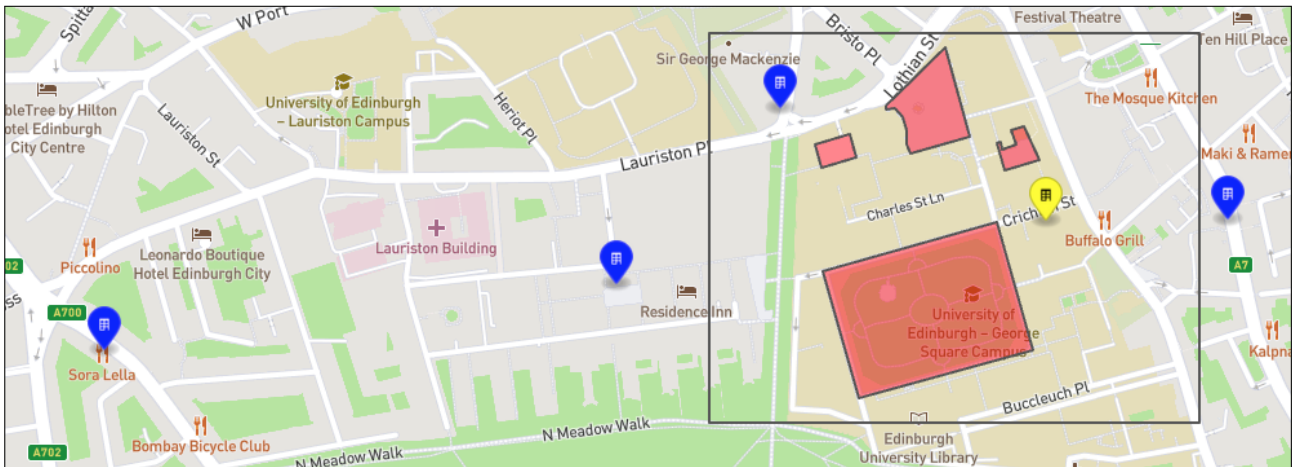 Spitta
W Port
Bristo Pl
Lothian St
Festival Theatre
Ten Hill Place
Sir George Mackenzie
bleTree by Hilton
otel Edinburgh
City Centre
University of Edinburgh
– Lauriston Campus
Heriot Pl
The Mosque Kitchen
Lauriston St
Lauriston Pl
Maki & Ramen
Charles St Ln
Crich
St
Lauriston Building
Buffalo Grill
Leonardo Boutique
Hotel Edinburgh City
Piccolino
02
A7
ss
A700
Residence Inn
University of
Edinburgh – George
Square Campus
Sora Lella
Kalpna
Buccleuch Pl
Bombay Bicycle Club
N Meadow Walk
Edinburgh
University Library
A702
N Meadow Walk